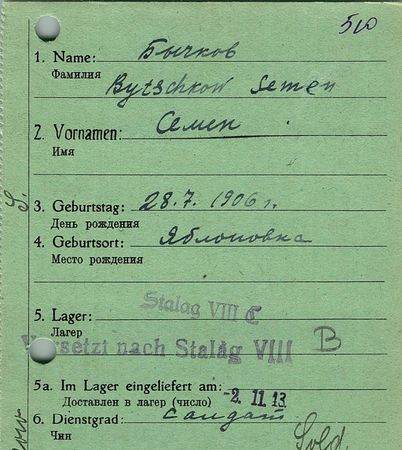 510
1. Name: Бычков
Фамилия
Bytschkow Semen
2. Vornamen: Семен
Имя
S.
3. Geburtstag: 28.7.1906 г.
День рождения
4. Geburtsort: Яблоновка
Место рождения
Stalag VIII C
5. Lager:
Лагерь
Versetzt nach Stalag VIII B
5a. Im Lager eingeliefert am: -2. 11. 13
Доставлен в лагерь (число)
6. Dienstgrad: салдат
Чин
Sold.